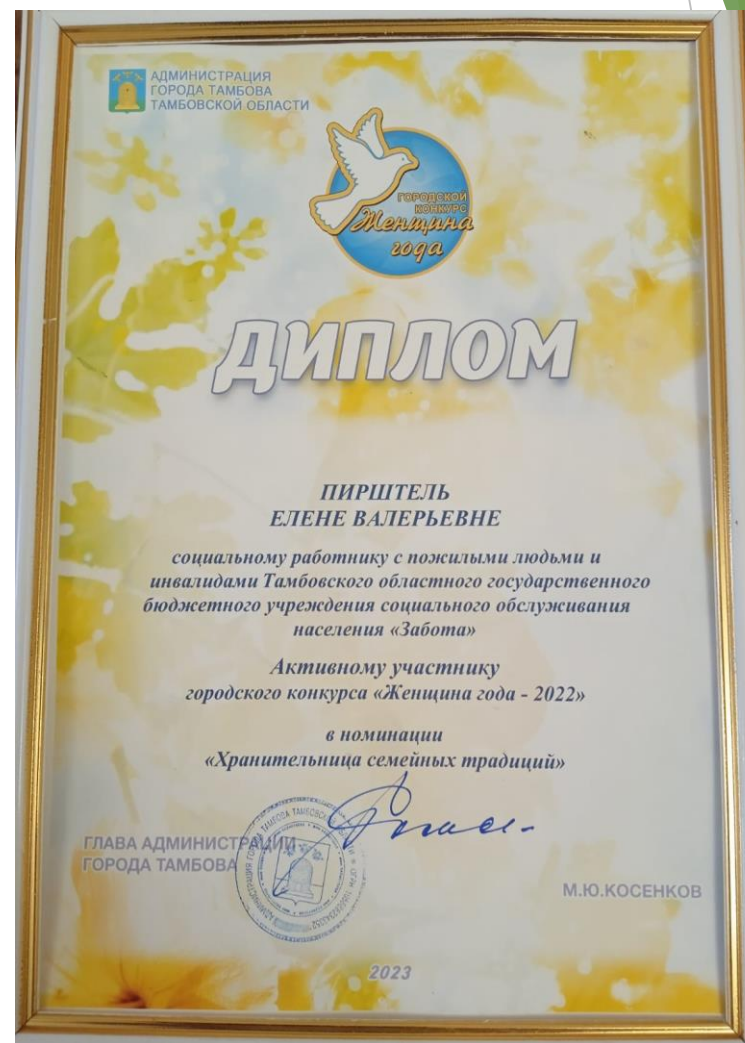 АДМИНИСТРАЦИЯ
ГОРОДА ТАМБОВА
ТАМБОВСКОЙ ОБЛАСТИ
ГОРОДСКОЙ
КОНКУРС
Женщина
года
ДИПЛОМ
ПИРШТЕЛЬ
ЕЛЕНЕ ВАЛЕРЬЕВНЕ
социальному работнику с пожилыми людьми и
инвалидами Тамбовского областного государственного
бюджетного учреждения социального обслуживания
населения «Забота»
Активному участнику
городского конкурса «Женщина года - 2022»
в номинации
«Хранительница семейных традиций»
ГЛАВА АДМИНИСТРАЦИИ
ГОРОДА ТАМБОВА
М.Ю.КОСЕНКОВ
2023